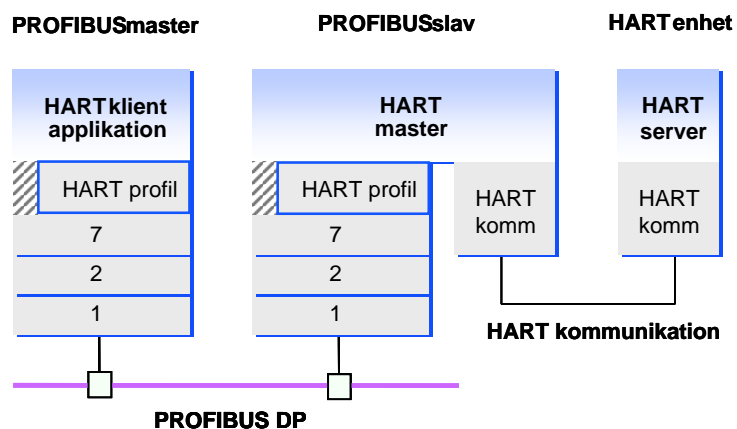 PROFIBUSmaster
PROFIBUSslav
HARTenhet
HARTklient
applikation
HART
master
HART
server
HART profil
HART profil
HART
komm
HART
komm
7
7
2
2
1
1
HART kommunikation
PROFIBUS DP